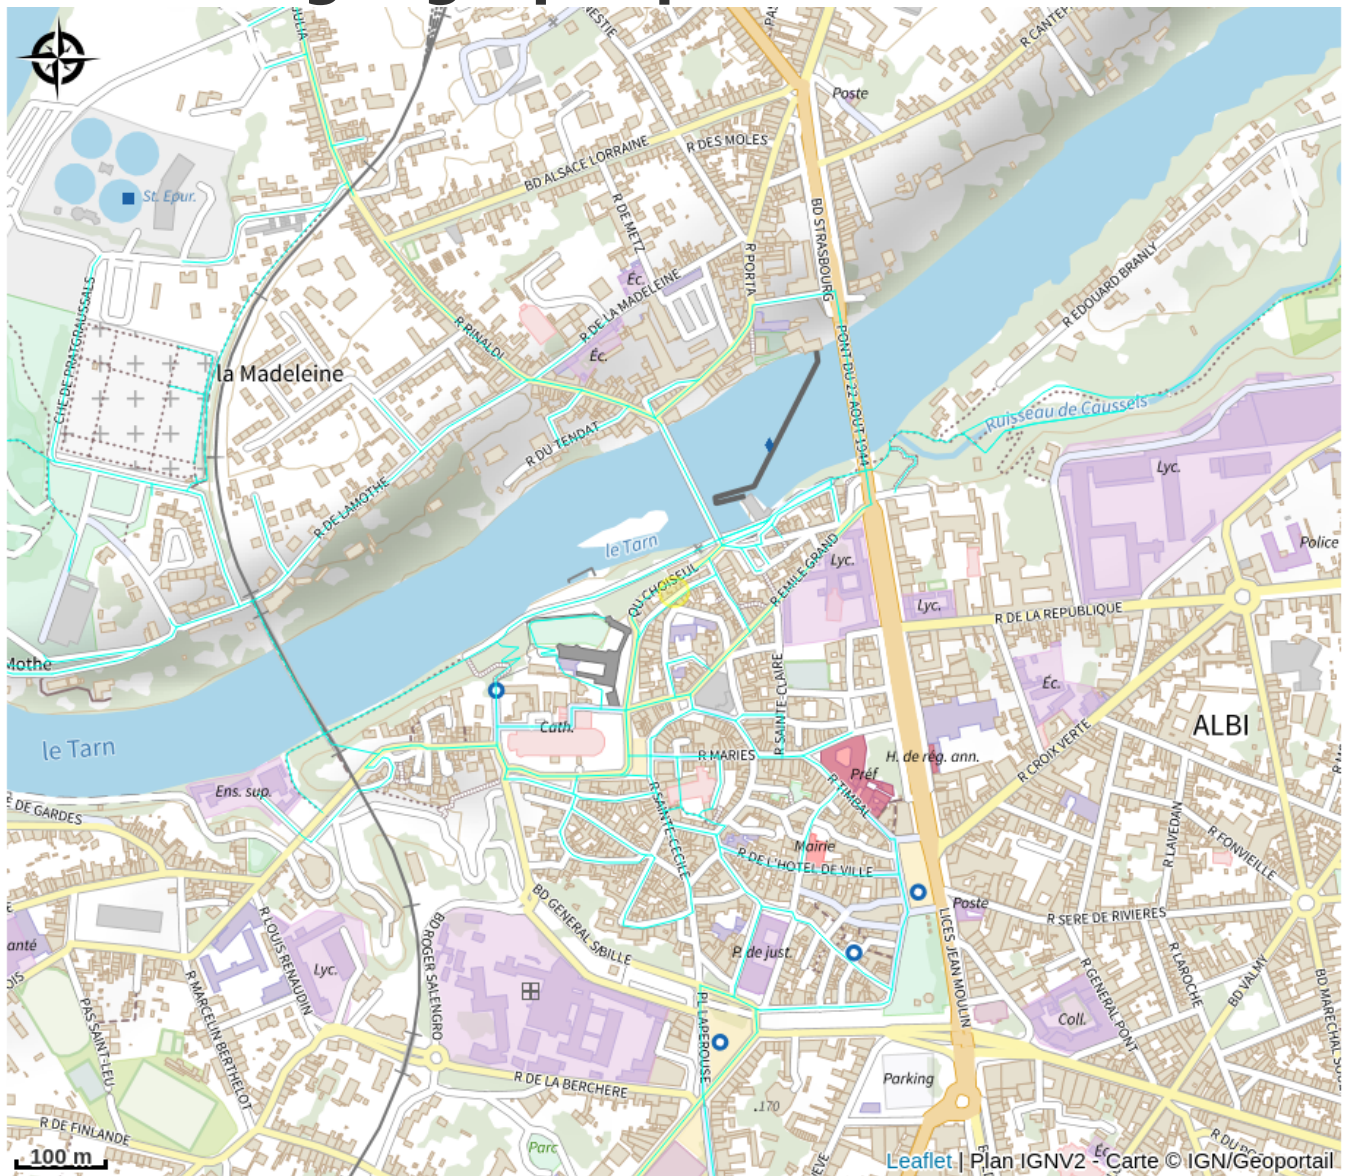 Poste
R CANTEP
R DES MOLES
BD ALSACE LORRAINE
St. Epur.
R DE METZ
BD STRASBOURG
R PORTA
R EDOUARD BRANLY
Éc.
R DE LA MADELEINE
CHE DE PRATGRAUSSALS
R RINALDI
Éc.
PONT DU 22 AOUT 1944
la Madeleine
Ruisseau de Caussels
R DU TENDAT
Lyc.
R DE LAMOTHE
le Tarn
Police
R EMILE GRAND
Lyc.
QU CHOISEUL
Lyc.
R DE LA REPUBLIQUE
Mothe
Éc.
R SAINTE-CLAIRE
ALBI
Cath.
le Tarn
R MARIES
H. de rég. ann.
R CROIX VERTE
Préf
Ens. sup.
R TIMBAL
E DE GARDES
R SAINTE-CECILE
Mairie
R LAVEDAN
R FONVIEILLE
R DE L'HOTEL DE VILLE
BD GENERAL SIBILLE
Poste
R SERE DE RIVIERES
R LOUIS RENAUDIN
BD ROGER SALENGRO
LICES JEAN MOULIN
anté
P. de just.
Lyc.
R MARCELIN BERTHELOT
R GENERAL PONT
R LAROCHE
BD VALMY
BD MARECHAL
OIS
PAS SAINT-LEU
PL LAPEROUSE
Coll.
R DE LA BERCHERE
Parking
.170
R DE FINLANDE
Parc
Éc
100 m
Leaflet | Plan IGNV2 - Carte © IGN/Geoportail